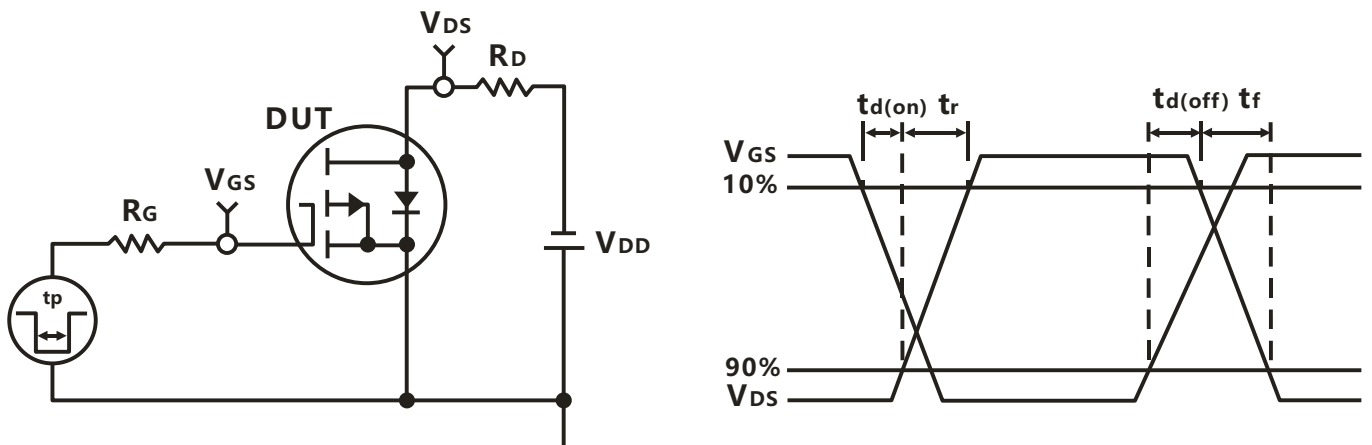 VDS
RD
DUT
VGS
RG
VDD
tp
td(on) tr
td(off) tf
VGS
10%
90%
VDS